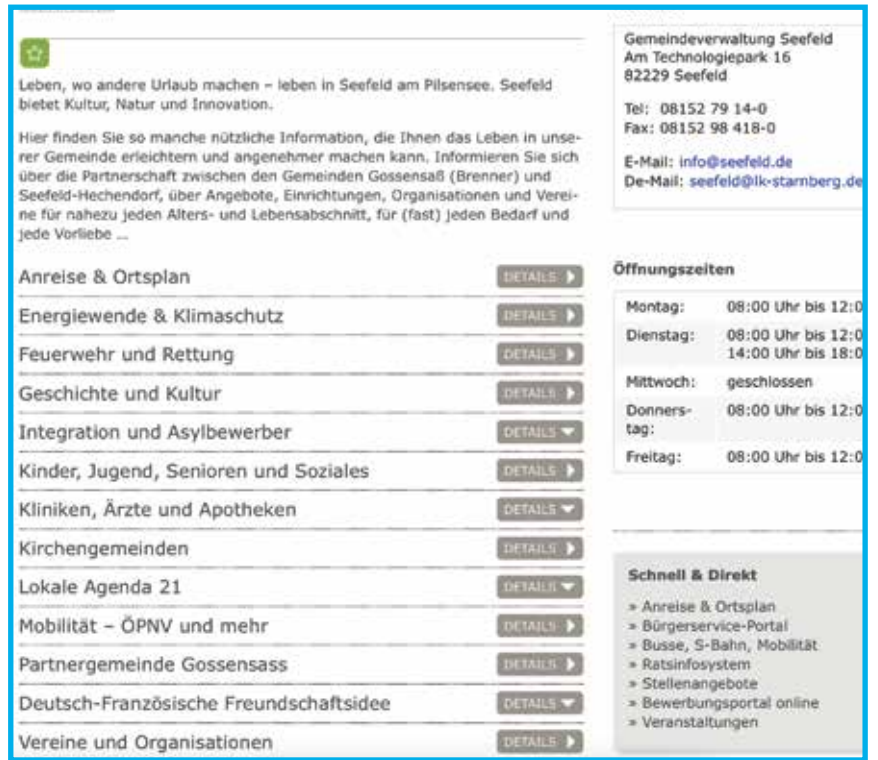 Leben, wo andere Urlaub machen – leben in Seefeld am Pilsensee. Seefeld
bietet Kultur, Natur und Innovation.
Hier finden Sie so manche nützliche Information, die Ihnen das Leben in unse-
rer Gemeinde erleichtern und angenehmer machen kann. Informieren Sie sich
über die Partnerschaft zwischen den Gemeinden Gossensaß (Brenner) und
Seefeld-Hechendorf, über Angebote, Einrichtungen, Organisationen und Verei-
ne für nahezu jeden Alters- und Lebensabschnitt, für (fast) jeden Bedarf und
jede Vorliebe ...
Anreise & Ortsplan DETAILS
Energiewende & Klimaschutz DETAILS
Feuerwehr und Rettung DETAILS
Geschichte und Kultur DETAILS
Integration und Asylbewerber DETAILS
Kinder, Jugend, Senioren und Soziales DETAILS
Kliniken, Ärzte und Apotheken DETAILS
Kirchengemeinden DETAILS
Lokale Agenda 21 DETAILS
Mobilität – ÖPNV und mehr DETAILS
Partnergemeinde Gossensass DETAILS
Deutsch-Französische Freundschaftsidee DETAILS
Vereine und Organisationen DETAILS
Gemeindeverwaltung Seefeld
Am Technologiepark 16
82229 Seefeld
Tel: 08152 79 14-0
Fax: 08152 98 418-0
E-Mail: info@seefeld.de
De-Mail: seefeld@lk-starnberg.de
Öffnungszeiten
Montag: 08:00 Uhr bis 12:0
Dienstag: 08:00 Uhr bis 12:0
14:00 Uhr bis 18:0
Mittwoch: geschlossen
Donners- 08:00 Uhr bis 12:0
tag:
Freitag: 08:00 Uhr bis 12:0
Schnell & Direkt
» Anreise & Ortsplan
» Bürgerservice-Portal
» Busse, S-Bahn, Mobilität
» Ratsinfosystem
» Stellenangebote
» Bewerbungsportal online
» Veranstaltungen